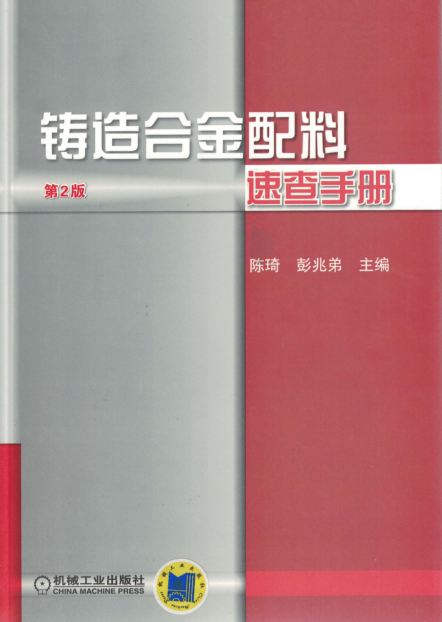 铸造合金配料
速查手册
第2版
陈琦 彭兆弟 主编
机械工业出版社
CHINA MACHINE PRESS